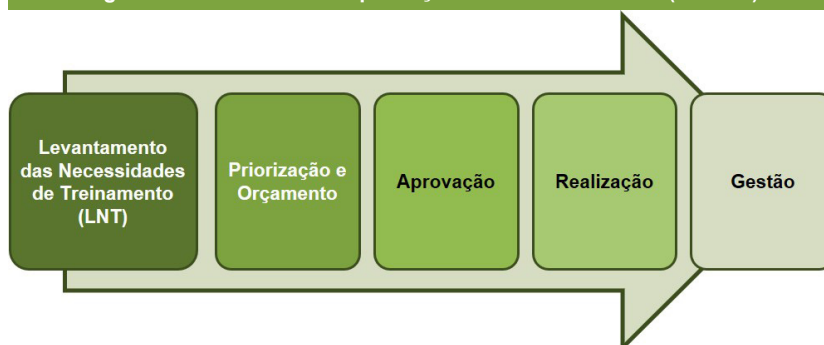 Levantamento
das Necessidades
de Treinamento
(LNT)
Priorização e
Orçamento
Aprovação
Realização
Gestão